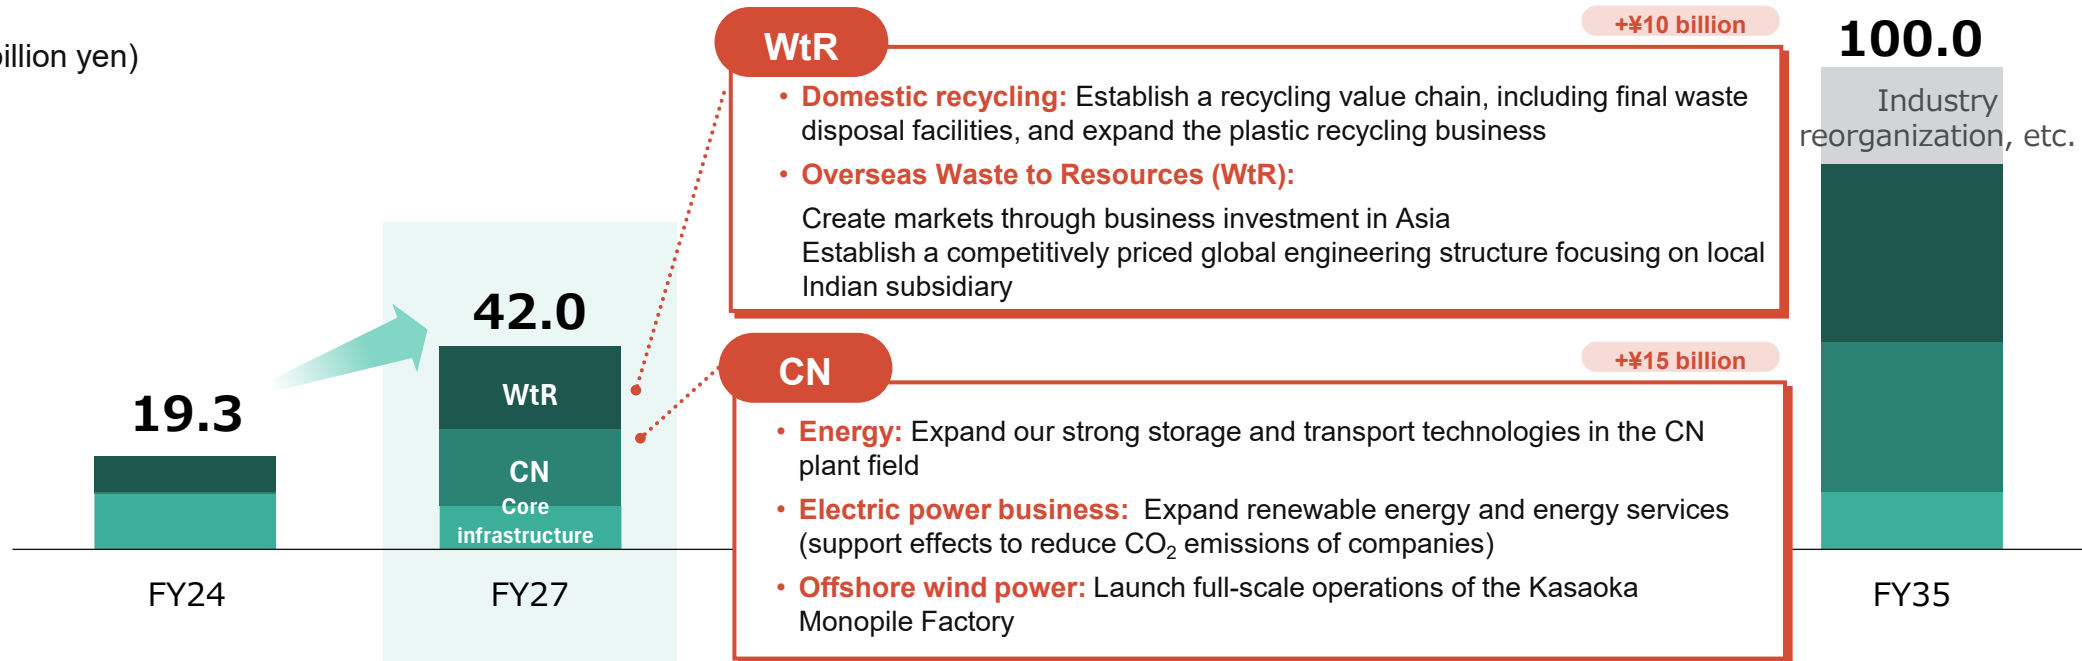 billion yen)
19.3
FY24
42.0
WtR
CN
Core
infrastructure
FY27
WtR
+¥10 billion
• Domestic recycling: Establish a recycling value chain, including final waste
disposal facilities, and expand the plastic recycling business
• Overseas Waste to Resources (WtR):
Create markets through business investment in Asia
Establish a competitively priced global engineering structure focusing on local
Indian subsidiary
CN
+¥15 billion
• Energy: Expand our strong storage and transport technologies in the CN
plant field
• Electric power business: Expand renewable energy and energy services
(support effects to reduce CO₂ emissions of companies)
• Offshore wind power: Launch full-scale operations of the Kasaoka
Monopile Factory
100.0
Industry
reorganization, etc.
FY35